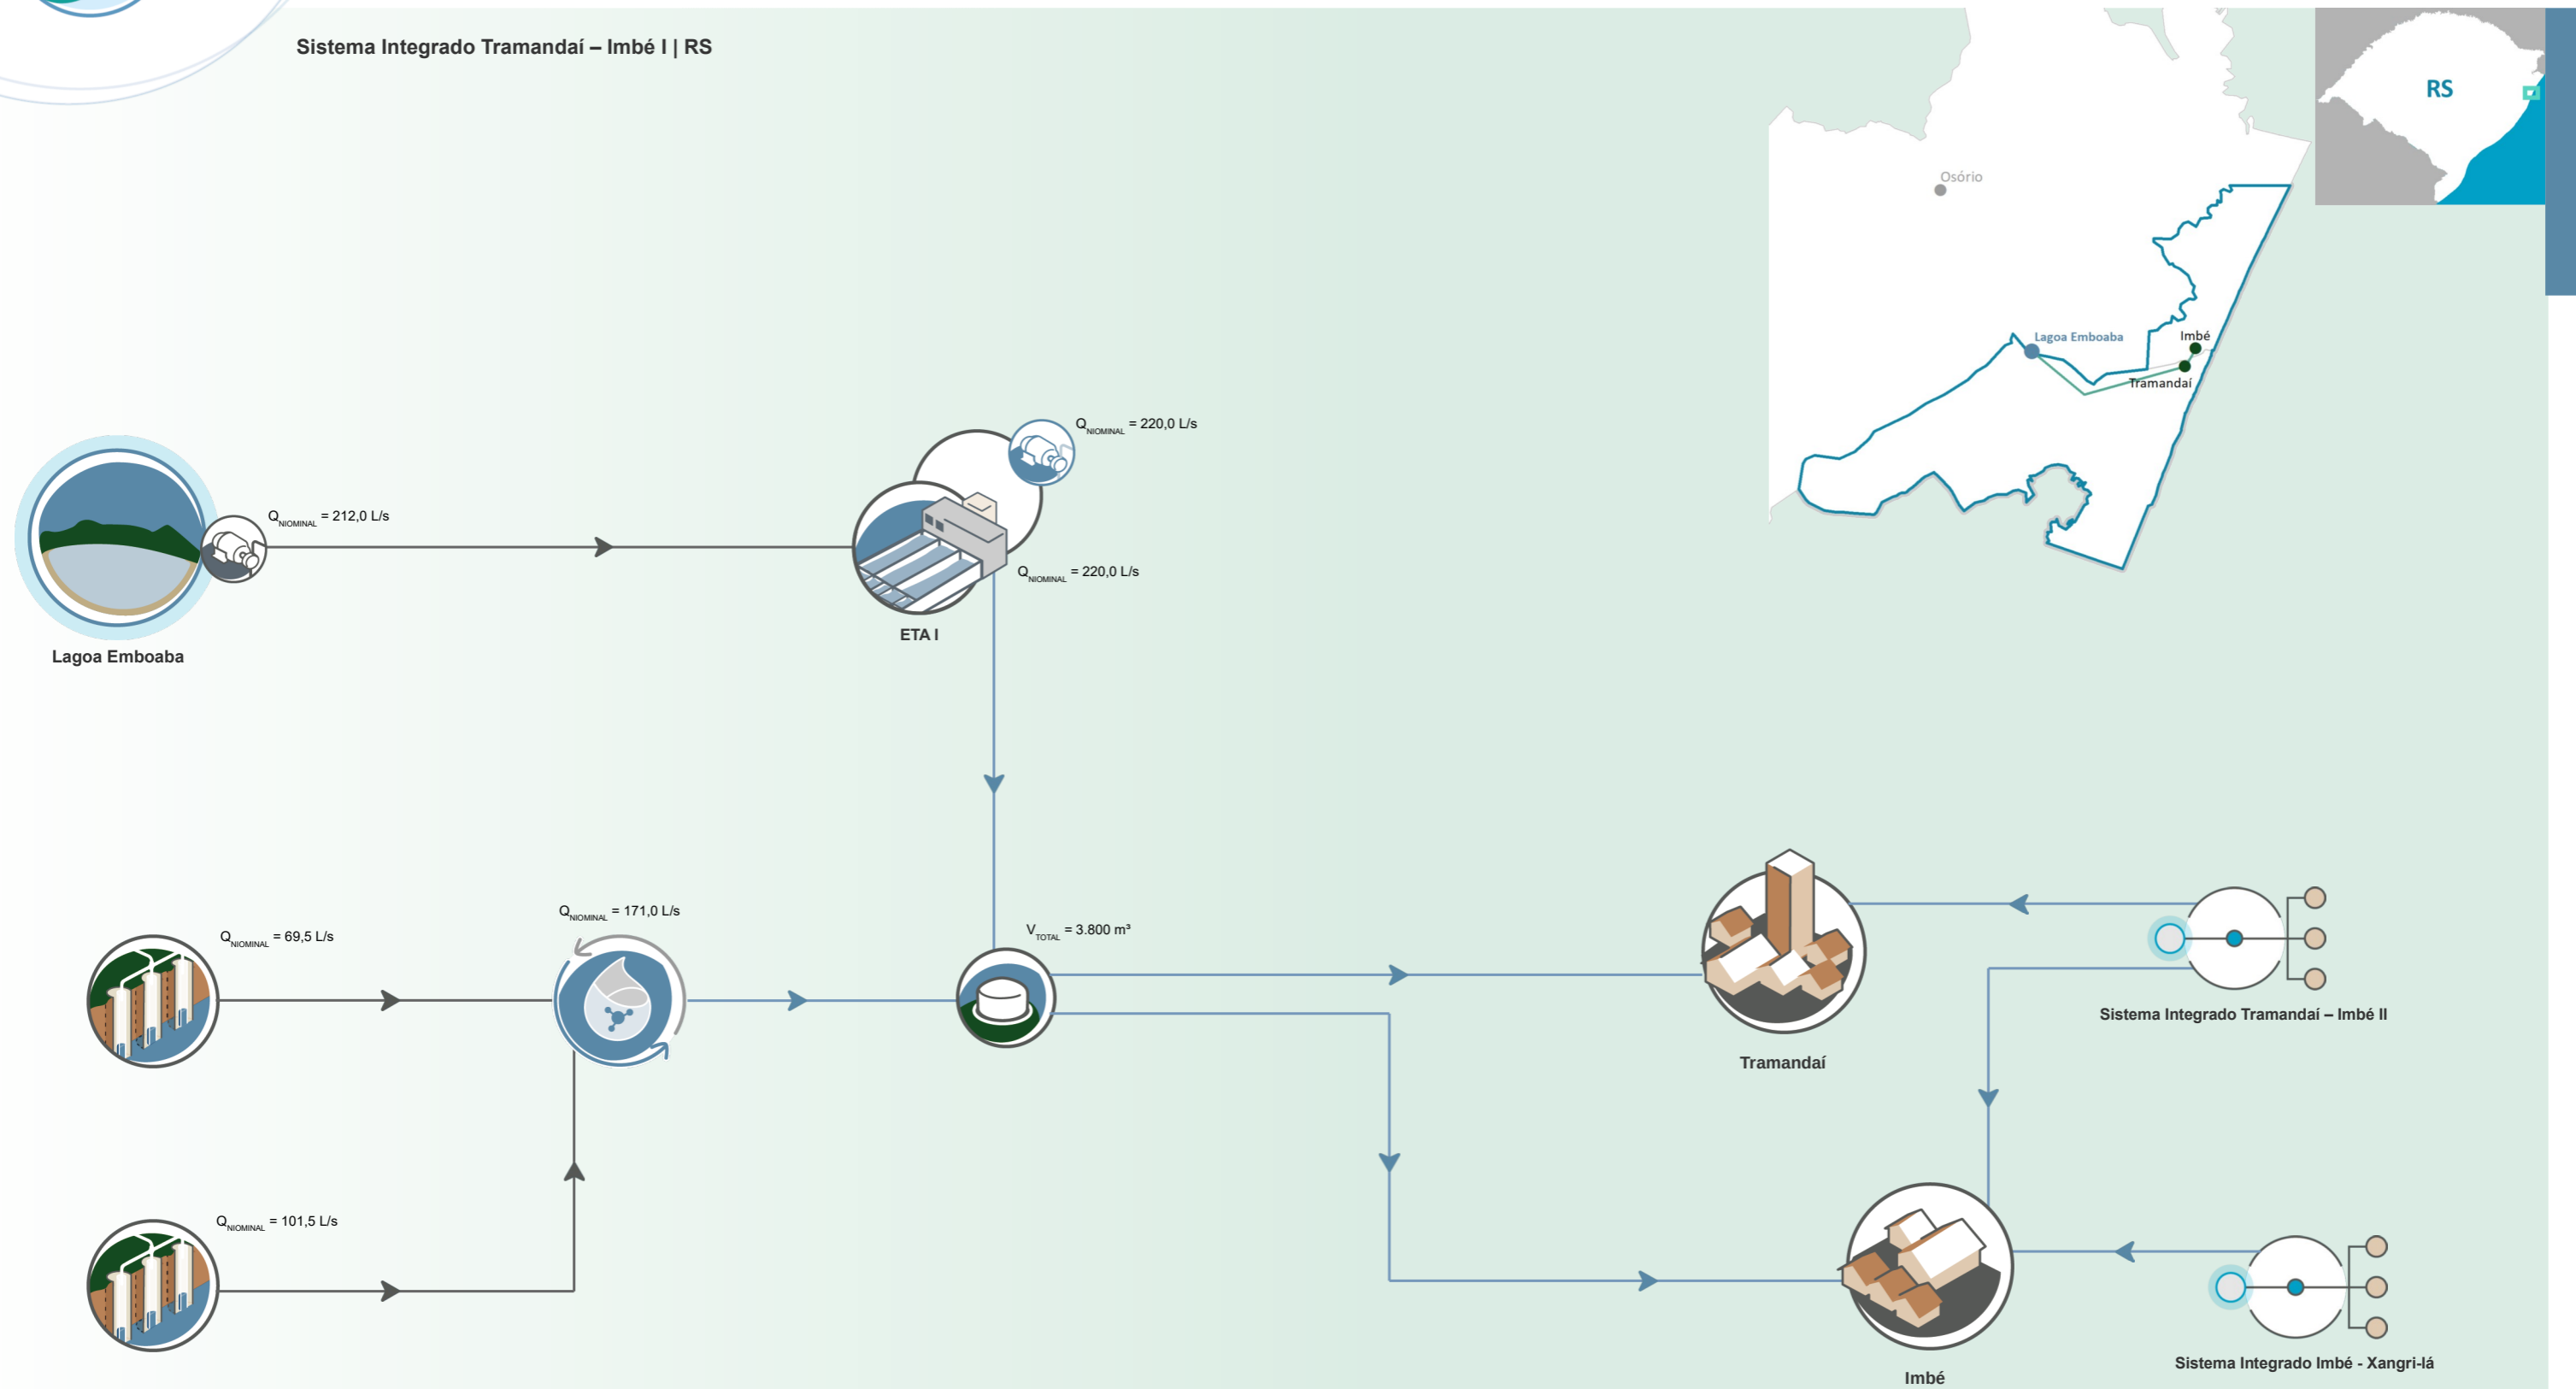 Sistema Integrado Tramandaí – Imbé I | RS
RS
Osório
Lagoa Emboaba
Imbé
Tramandaí
QNIOMINAL = 220,0 L/s
QNIOMINAL = 212,0 L/s
QNIOMINAL = 220,0 L/s
ETA I
Lagoa Emboaba
QNIOMINAL = 171,0 L/s
QNIOMINAL = 69,5 L/s
VTOTAL = 3.800 m³
Sistema Integrado Tramandaí – Imbé II
Tramandaí
QNIOMINAL = 101,5 L/s
Sistema Integrado Imbé - Xangri-lá
Imbé